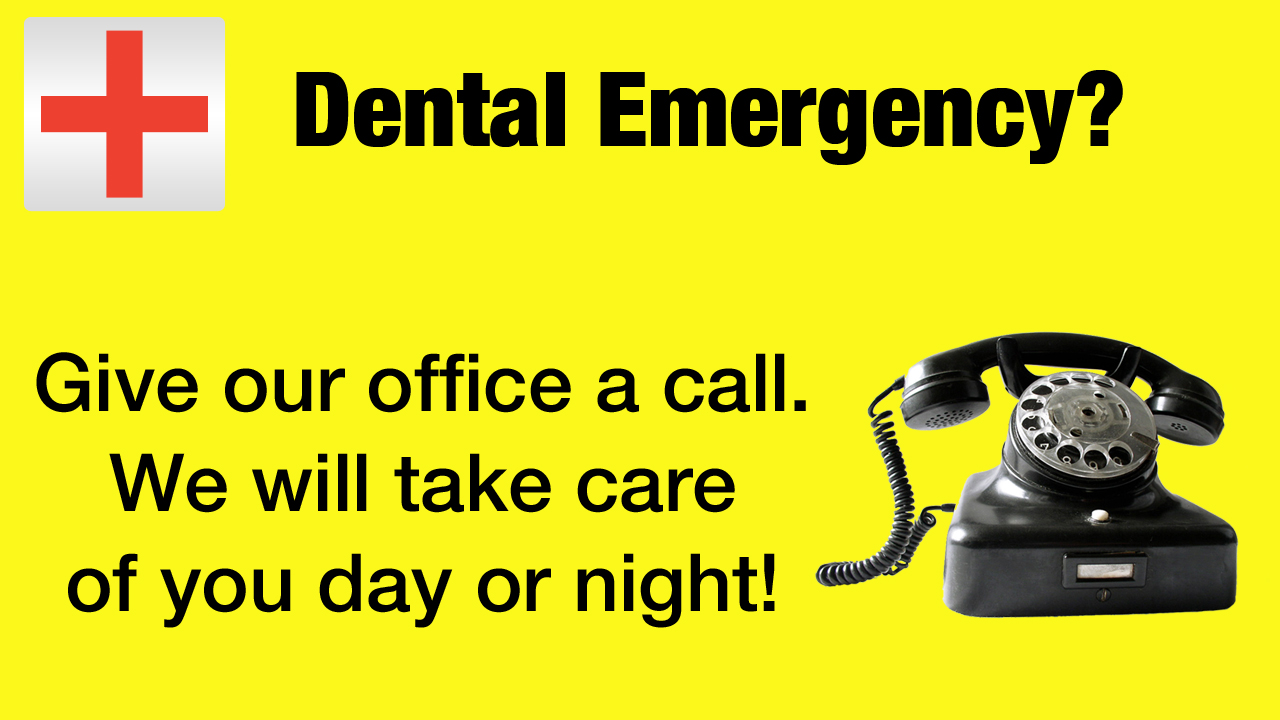 Dental Emergency?
Give our office a call.
We will take care
of you day or night!